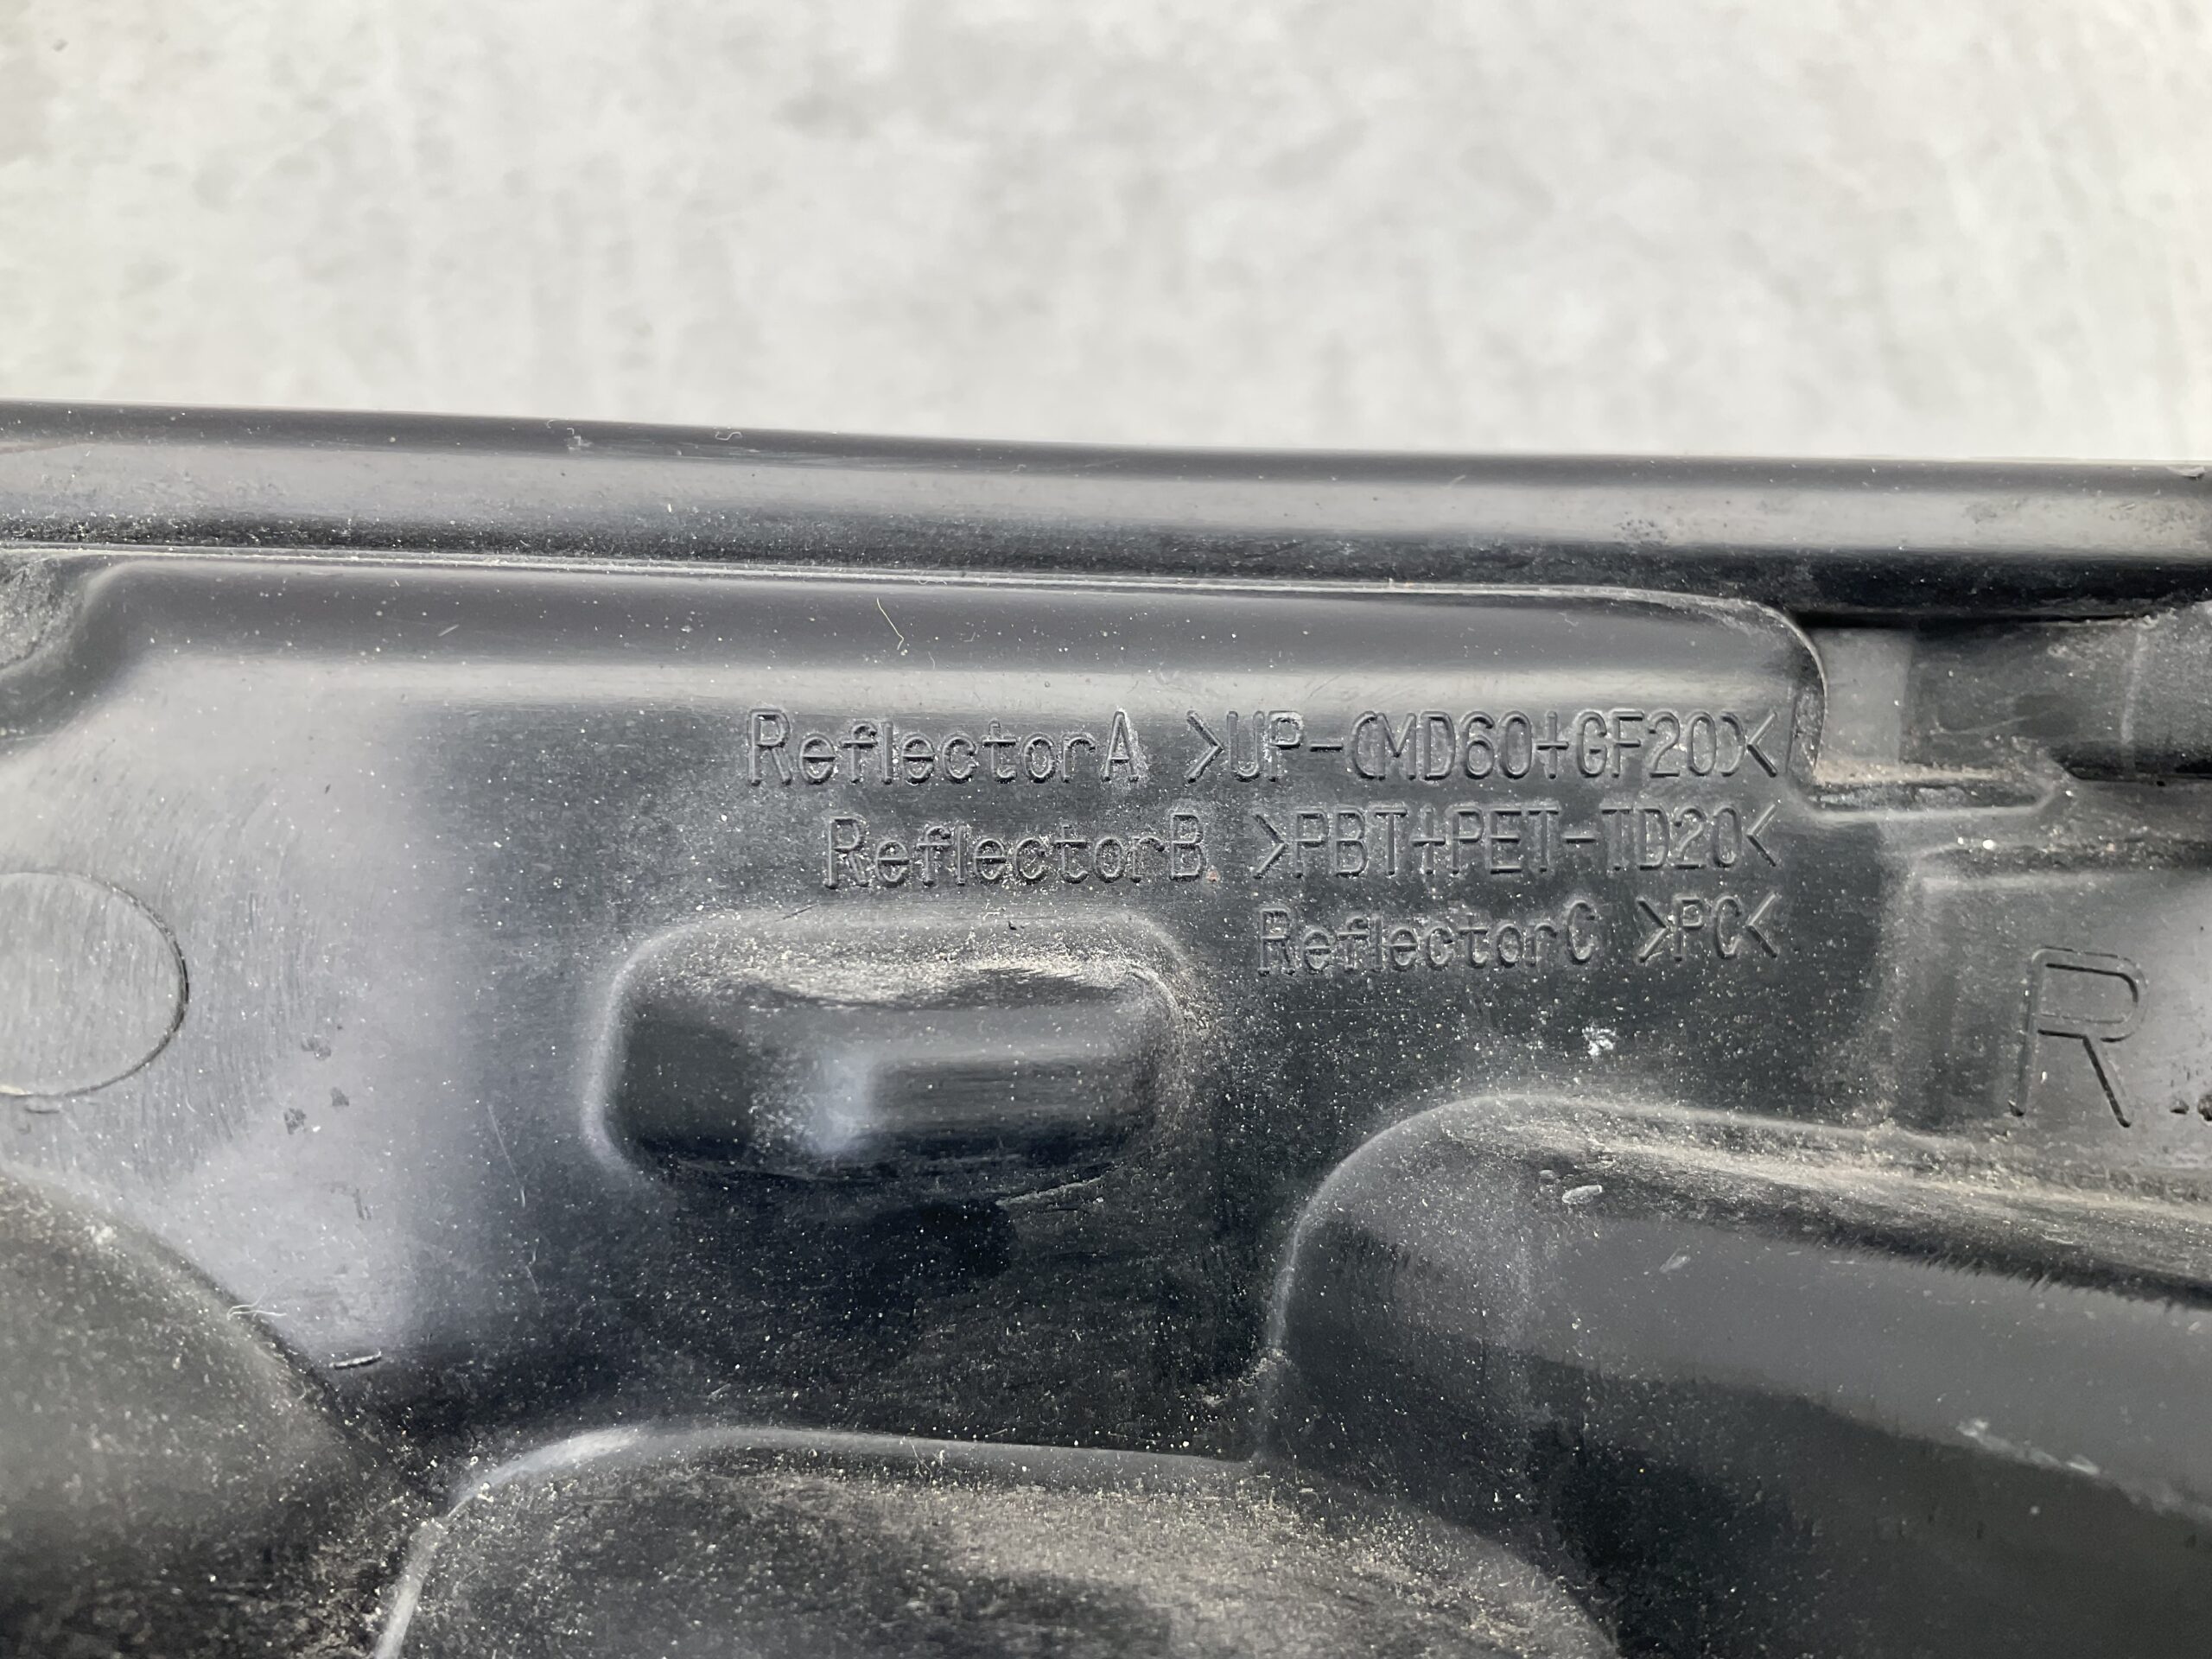 ReflectorA >UP-(MD60+GF20)<
ReflectorB >PBT+PET-TD20<
ReflectorC >PC<
R.